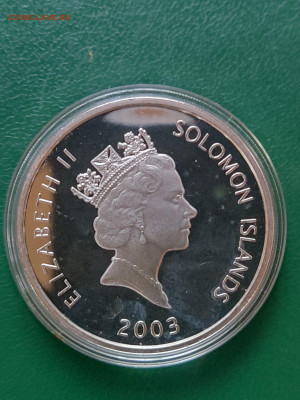 ELIZABETH II
SOLOMON ISLANDS
2003